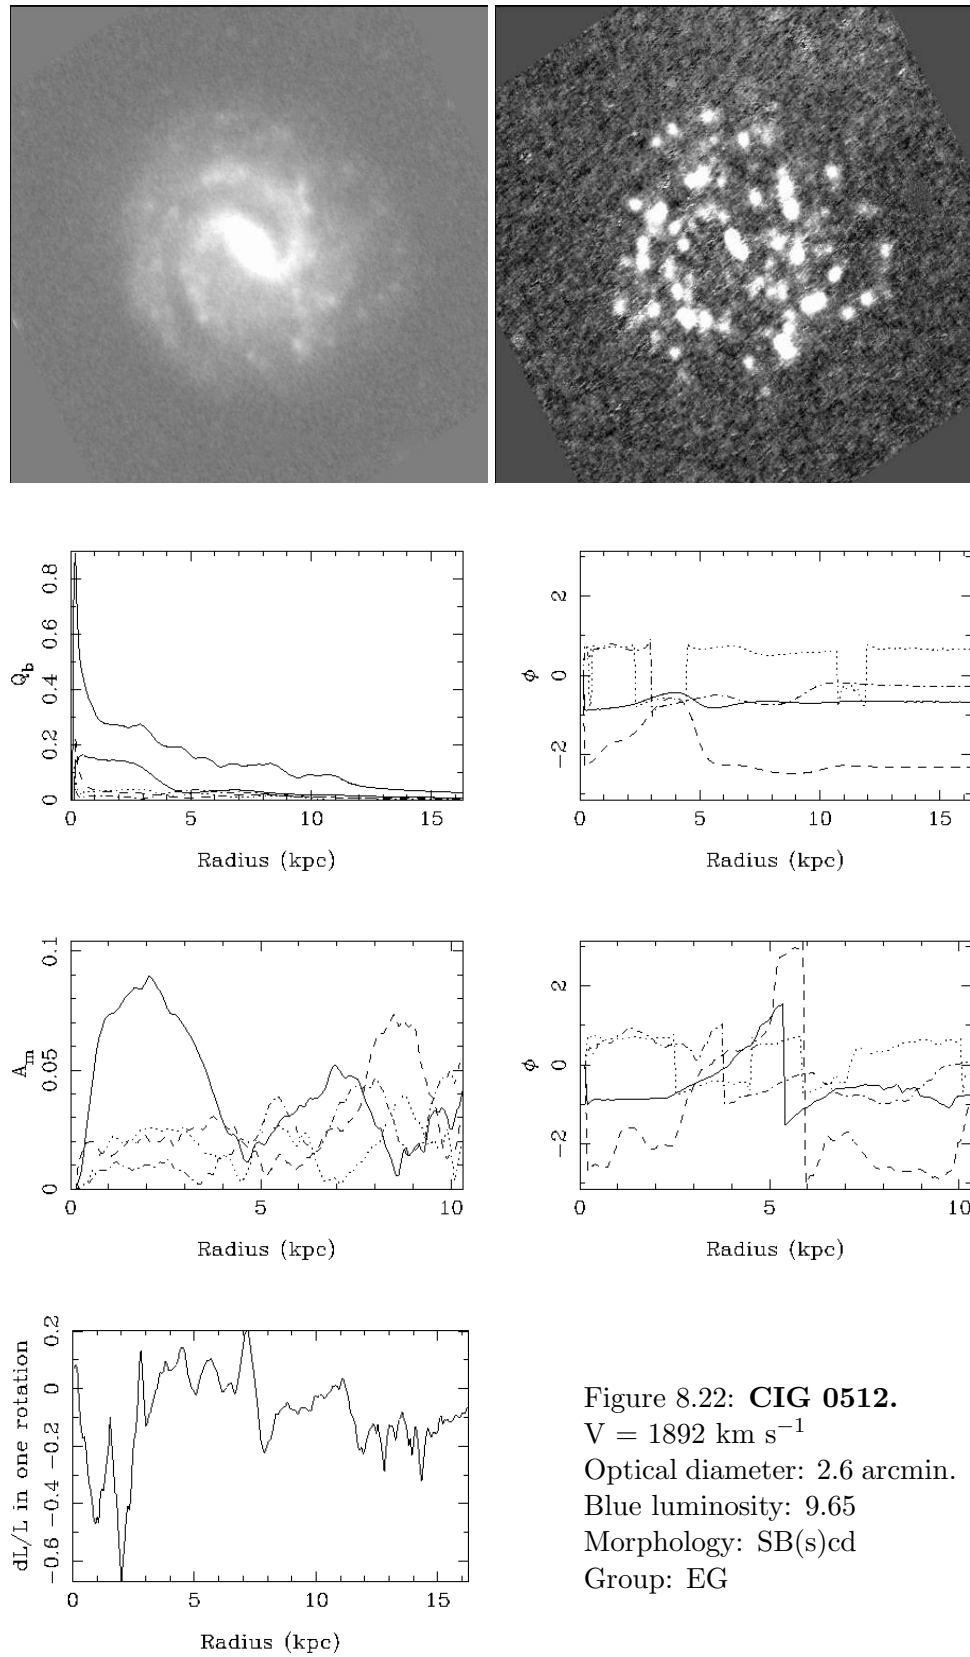 0.8
0.6
0.4
0.2
0
Q_b
0 5 10 15
Radius (kpc)
2
0
−2
φ
0 5 10 15
Radius (kpc)
0.1
0.05
0
A_m
0 5 10
Radius (kpc)
2
0
−2
φ
0 5 10
Radius (kpc)
0.2
0
−0.2
−0.4
−0.6
dL/L in one rotation
0 5 10 15
Radius (kpc)
Figure 8.22: CIG 0512.
V = 1892 km s⁻¹
Optical diameter: 2.6 arcmin.
Blue luminosity: 9.65
Morphology: SB(s)cd
Group: EG